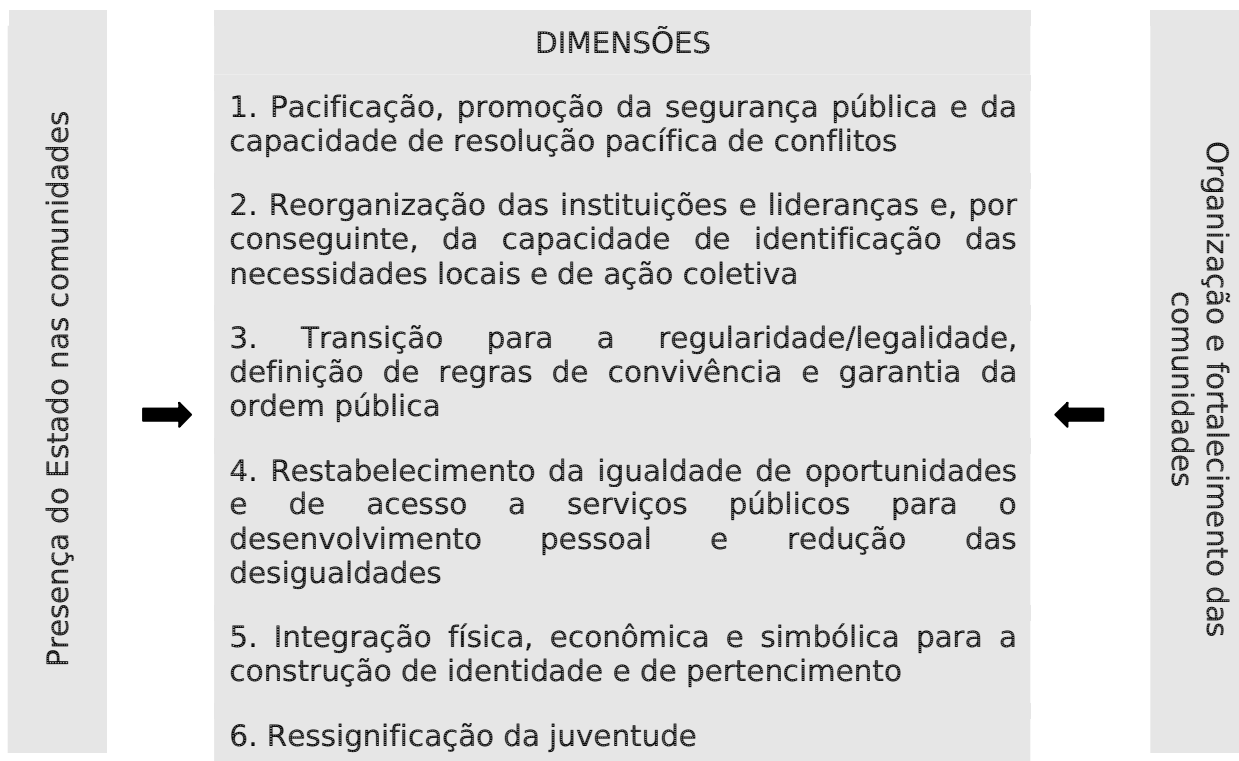 Presença do Estado nas comunidades
DIMENSÕES
1. Pacificação, promoção da segurança pública e da
capacidade de resolução pacífica de conflitos
2. Reorganização das instituições e lideranças e, por
conseguinte, da capacidade de identificação das
necessidades locais e de ação coletiva
3. Transição para a regularidade/legalidade,
definição de regras de convivência e garantia da
ordem pública
4. Restabelecimento da igualdade de oportunidades
e de acesso a serviços públicos para o
desenvolvimento pessoal e redução das
desigualdades
5. Integração física, econômica e simbólica para a
construção de identidade e de pertencimento
6. Ressignificação da juventude
Organização e fortalecimento das
comunidades